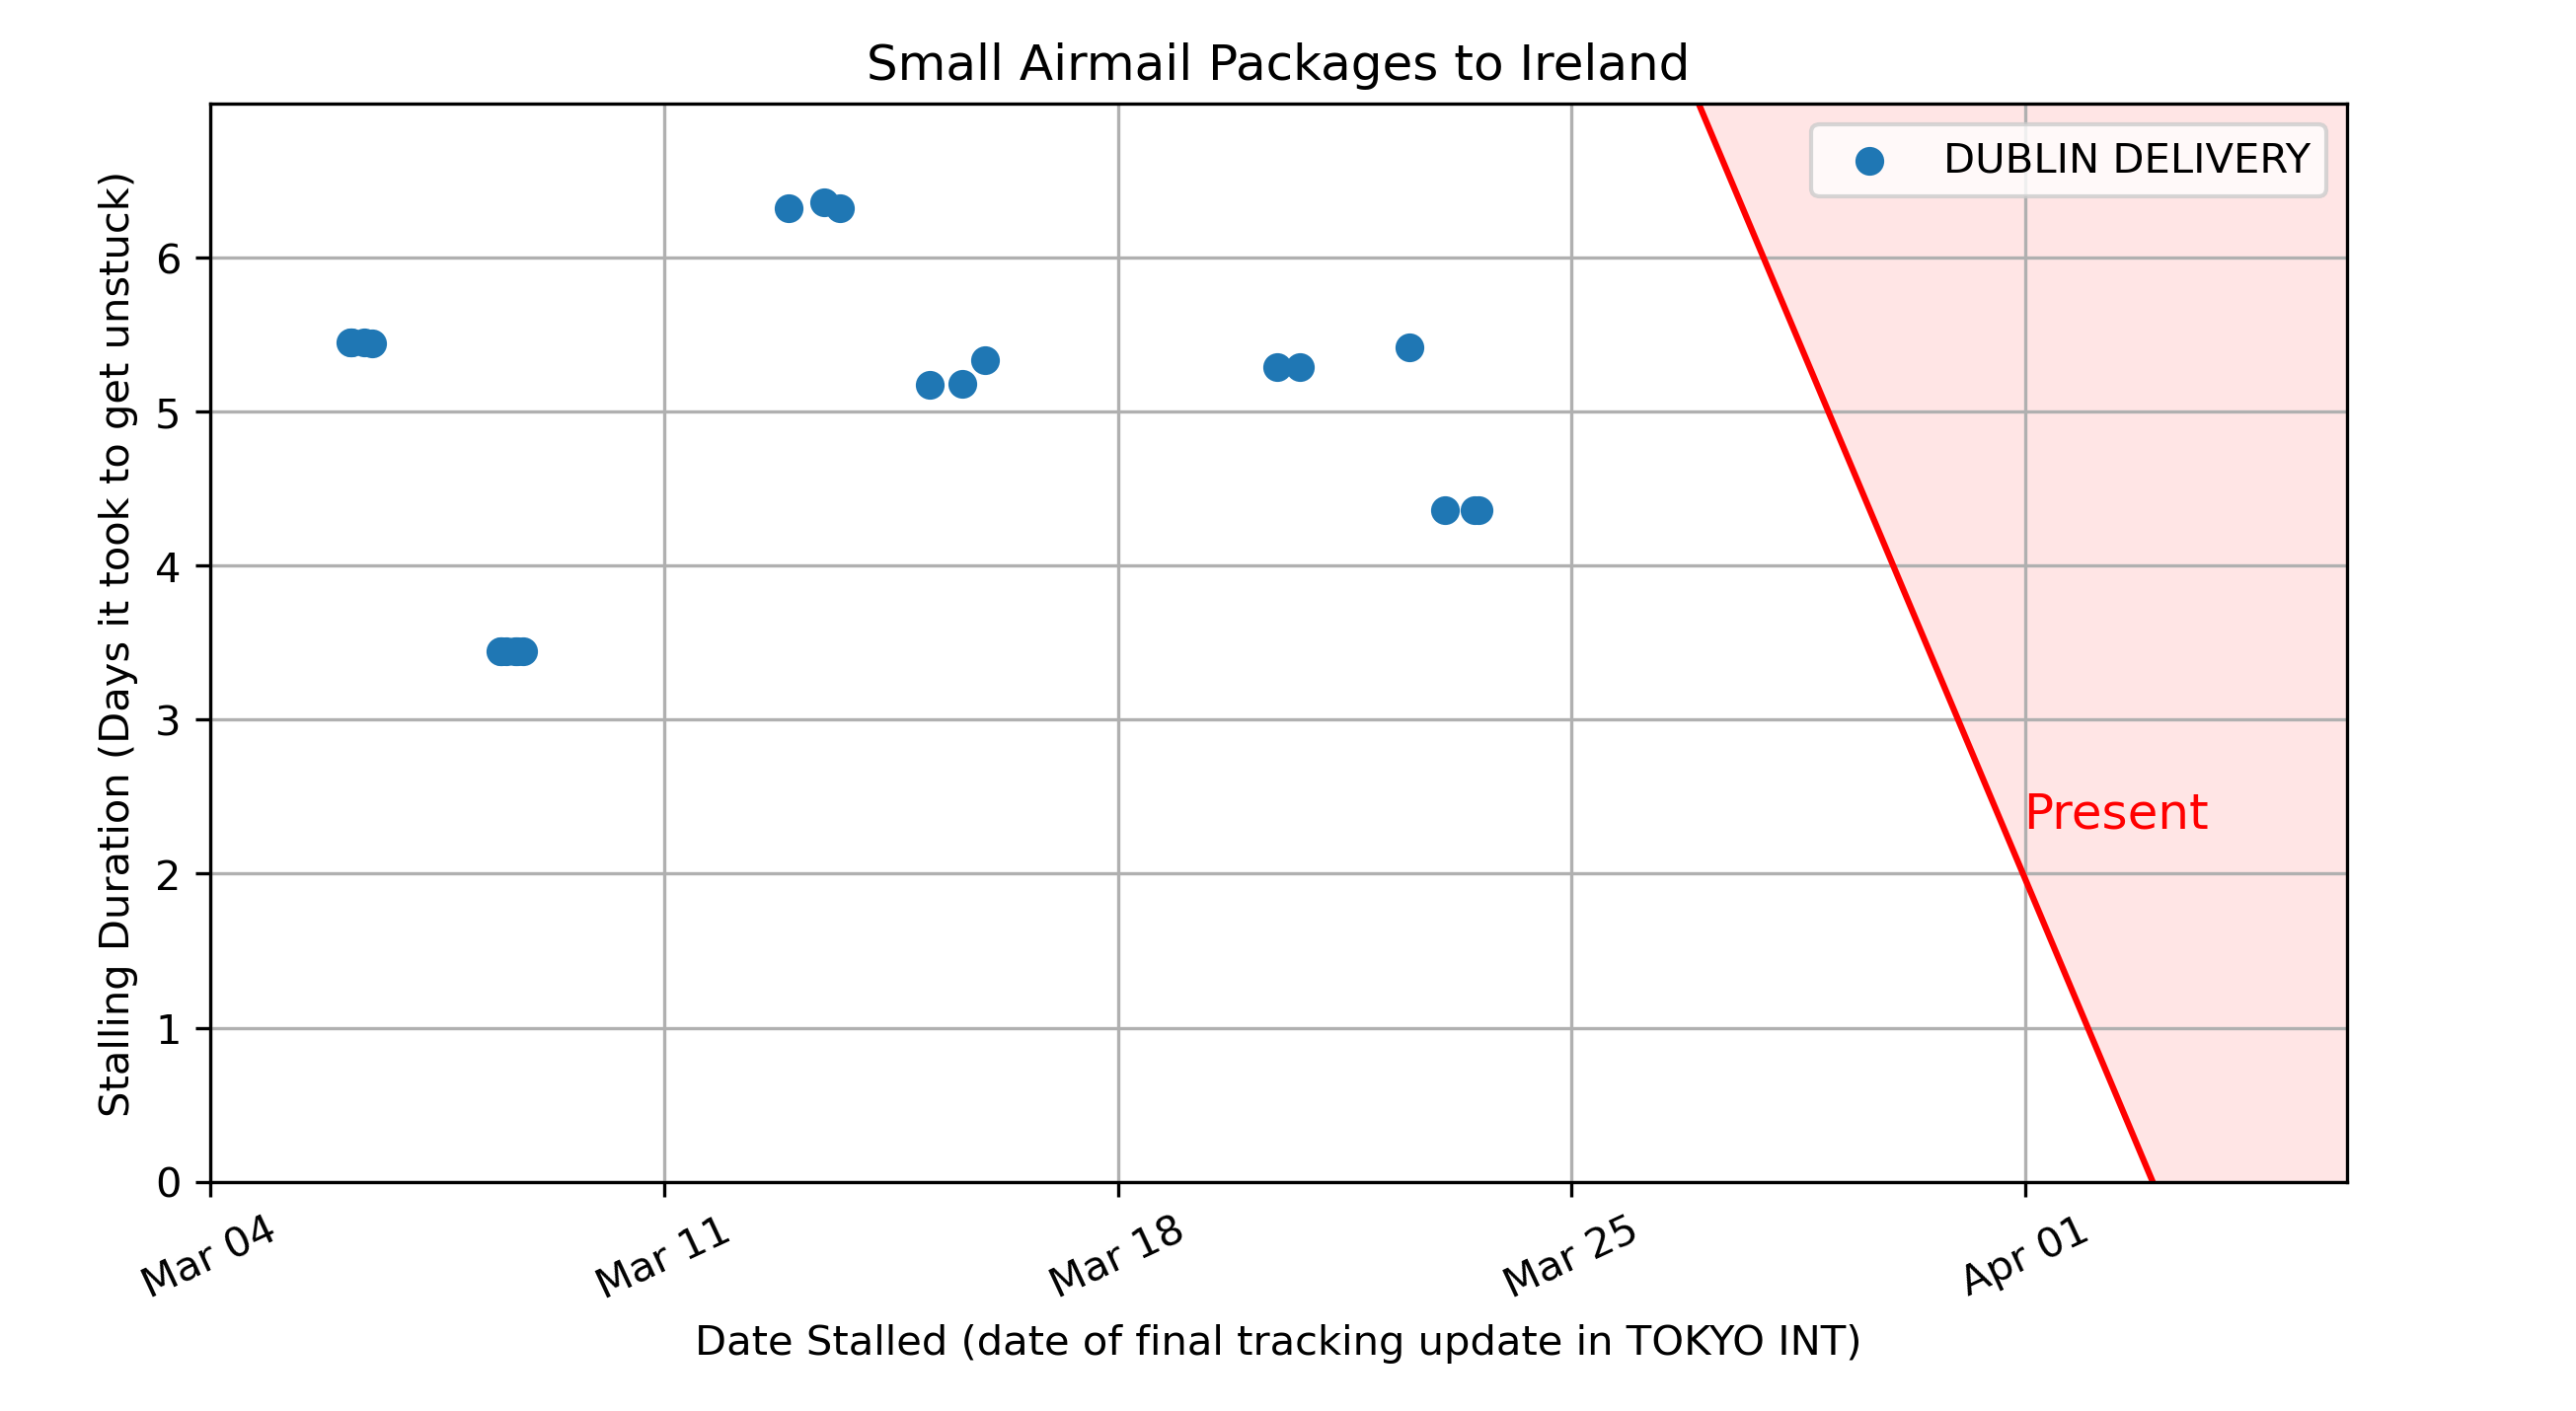 Small Airmail Packages to Ireland
DUBLIN DELIVERY
Stalling Duration (Days it took to get unstuck)
6
5
4
3
2
1
0
Present
Mar 04
Mar 11
Mar 18
Mar 25
Apr 01
Date Stalled (date of final tracking update in TOKYO INT)